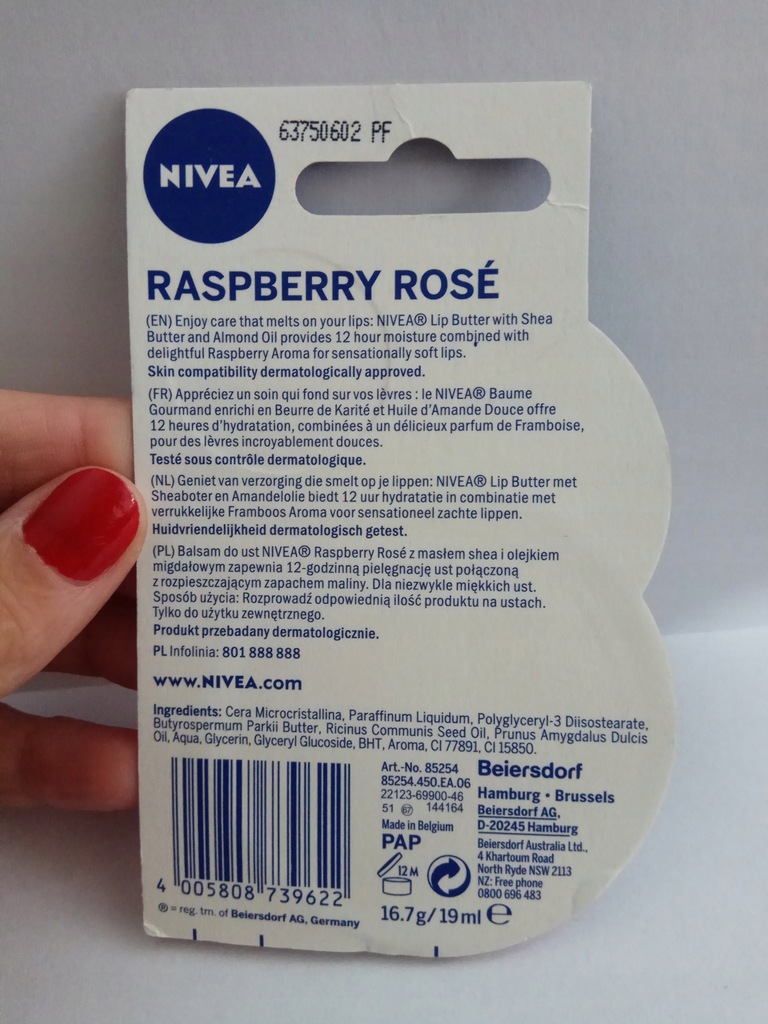 63750602 PF
NIVEA
RASPBERRY ROSÉ
(EN) Enjoy care that melts on your lips: NIVEA® Lip Butter with Shea
Butter and Almond Oil provides 12 hour moisture combined with
delightful Raspberry Aroma for sensationally soft lips.
Skin compatibility dermatologically approved.
(FR) Appréciez un soin qui fond sur vos lèvres : le NIVEA® Baume
Gourmand enrichi en Beurre de Karité et Huile d'Amande Douce offre
12 heures d'hydratation, combinées à un délicieux parfum de Framboise,
pour des lèvres incroyablement douces.
Testé sous contrôle dermatologique.
(NL) Geniet van verzorging die smelt op je lippen: NIVEA® Lip Butter met
Sheaboter en Amandelolie biedt 12 uur hydratatie in combinatie met
verrukkelijke Framboos Aroma voor sensationeel zachte lippen.
Huidvriendelijkheid dermatologisch getest.
(PL) Balsam do ust NIVEA® Raspberry Rosé z masłem shea i olejkiem
migdałowym zapewnia 12-godzinną pielęgnację ust połączoną
z rozpieszczającym zapachem maliny. Dla niezwykle miękkich ust.
Sposób użycia: Rozprowadź odpowiednią ilość produktu na ustach.
Tylko do użytku zewnętrznego.
Produkt przebadany dermatologicznie.
PL Infolinia: 801 888 888
www.NIVEA.com
Ingredients: Cera Microcristallina, Paraffinum Liquidum, Polyglyceryl-3 Diisostearate,
Butyrospermum Parkii Butter, Ricinus Communis Seed Oil, Prunus Amygdalus Dulcis
Oil, Aqua, Glycerin, Glyceryl Glucoside, BHT, Aroma, CI 77891, CI 15850.
4 005808 739622
® = reg. tm. of Beiersdorf AG, Germany
Art.-No. 85254
85254.450.EA.06
22123-69900-46
51 67 144164
Made in Belgium
PAP
12 M
16.7g/19ml e
Beiersdorf
Hamburg • Brussels
Beiersdorf AG,
D-20245 Hamburg
Beiersdorf Australia Ltd.,
4 Khartoum Road
North Ryde NSW 2113
NZ: Free phone
0800 696 483